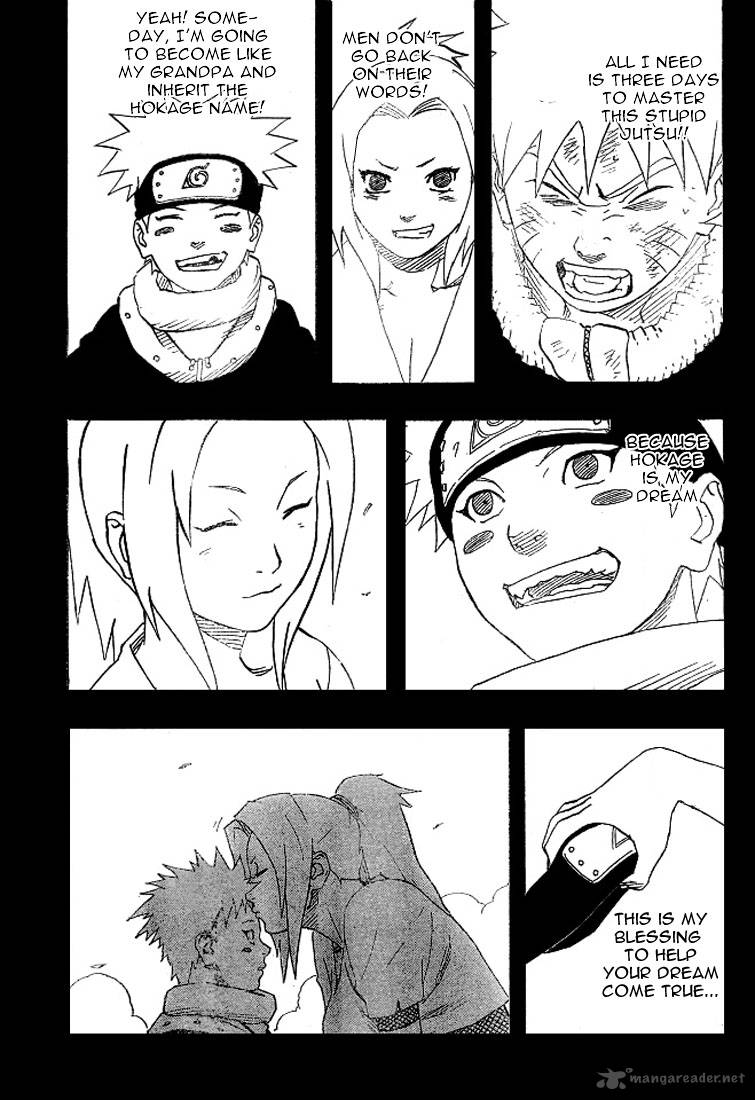 ALL I NEED
IS THREE DAYS
TO MASTER
THIS STUPID
JUTSU!!
MEN DON'T
GO BACK
ON THEIR
WORDS!
YEAH! SOME-
DAY, I'M GOING
TO BECOME LIKE
MY GRANDPA AND
INHERIT THE
HOKAGE NAME!
BECAUSE
HOKAGE
IS MY
DREAM
THIS IS MY
BLESSING
TO HELP
YOUR DREAM
COME TRUE...
mangareader.net